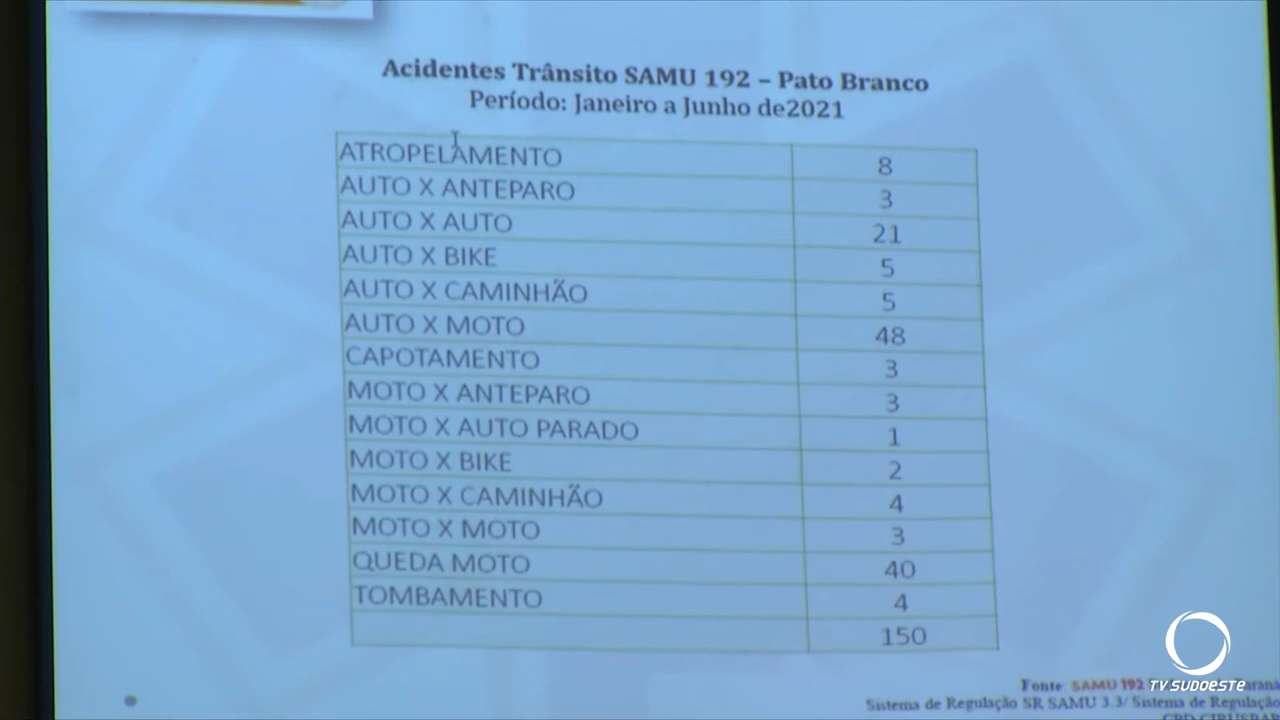 Acidentes Trânsito SAMU 192 – Pato Branco
Período: Janeiro a Junho de2021
ATROPELAMENTO 8
AUTO X ANTEPARO 3
AUTO X AUTO 21
AUTO X BIKE 5
AUTO X CAMINHÃO 5
AUTO X MOTO 48
CAPOTAMENTO 3
MOTO X ANTEPARO 3
MOTO X AUTO PARADO 1
MOTO X BIKE 2
MOTO X CAMINHÃO 4
MOTO X MOTO 3
QUEDA MOTO 40
TOMBAMENTO 4
150
Fonte: SAMU 192
TV SUDOESTE
Sistema de Regulação SR SAMU 3.3/ Sistema de Regulação